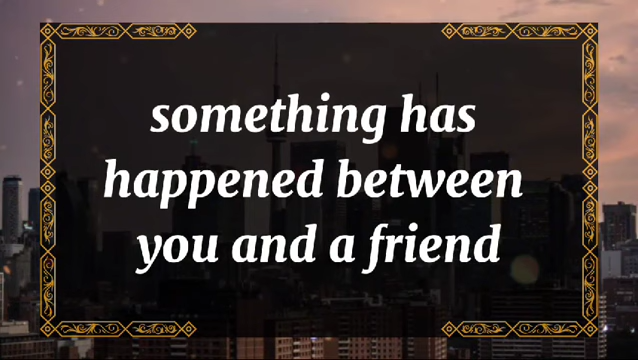 something has
happened between
you and a friend